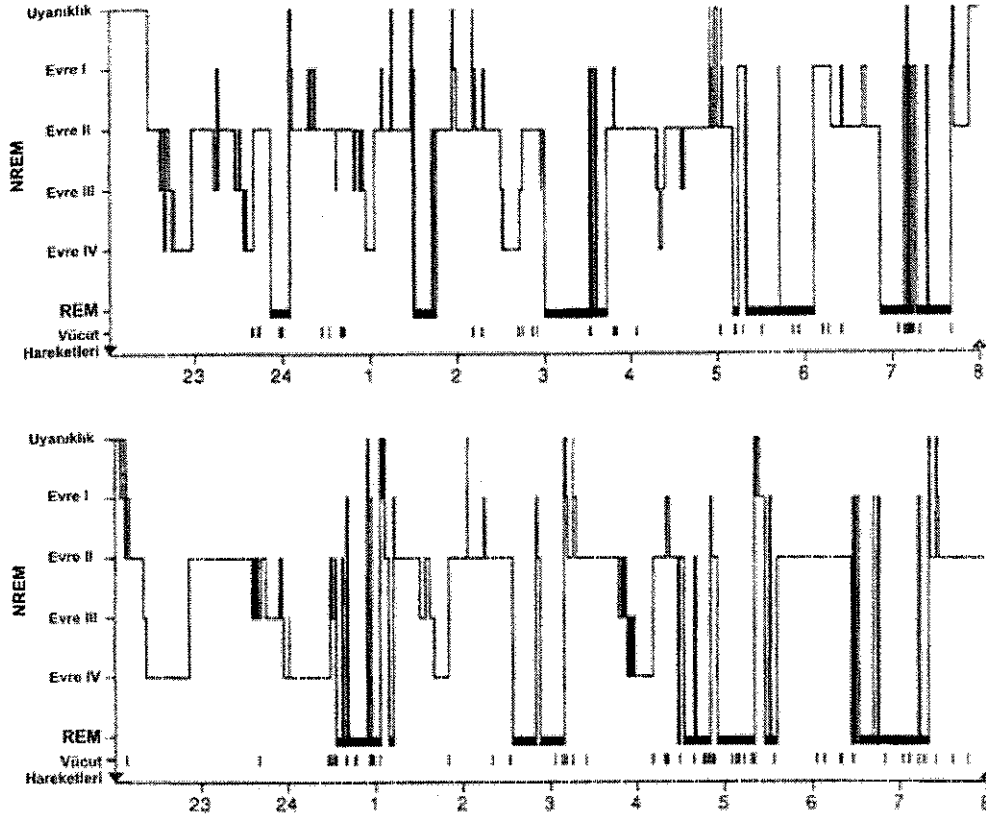 Uyanıklık
Evre I
Evre II
NREM
Evre III
Evre IV
REM
Vücut
Hareketleri
23 24 1 2 3 4 5 6 7 8
Uyanıklık
Evre I
Evre II
NREM
Evre III
Evre IV
REM
Vücut
Hareketleri
23 24 1 2 3 4 5 6 7 8